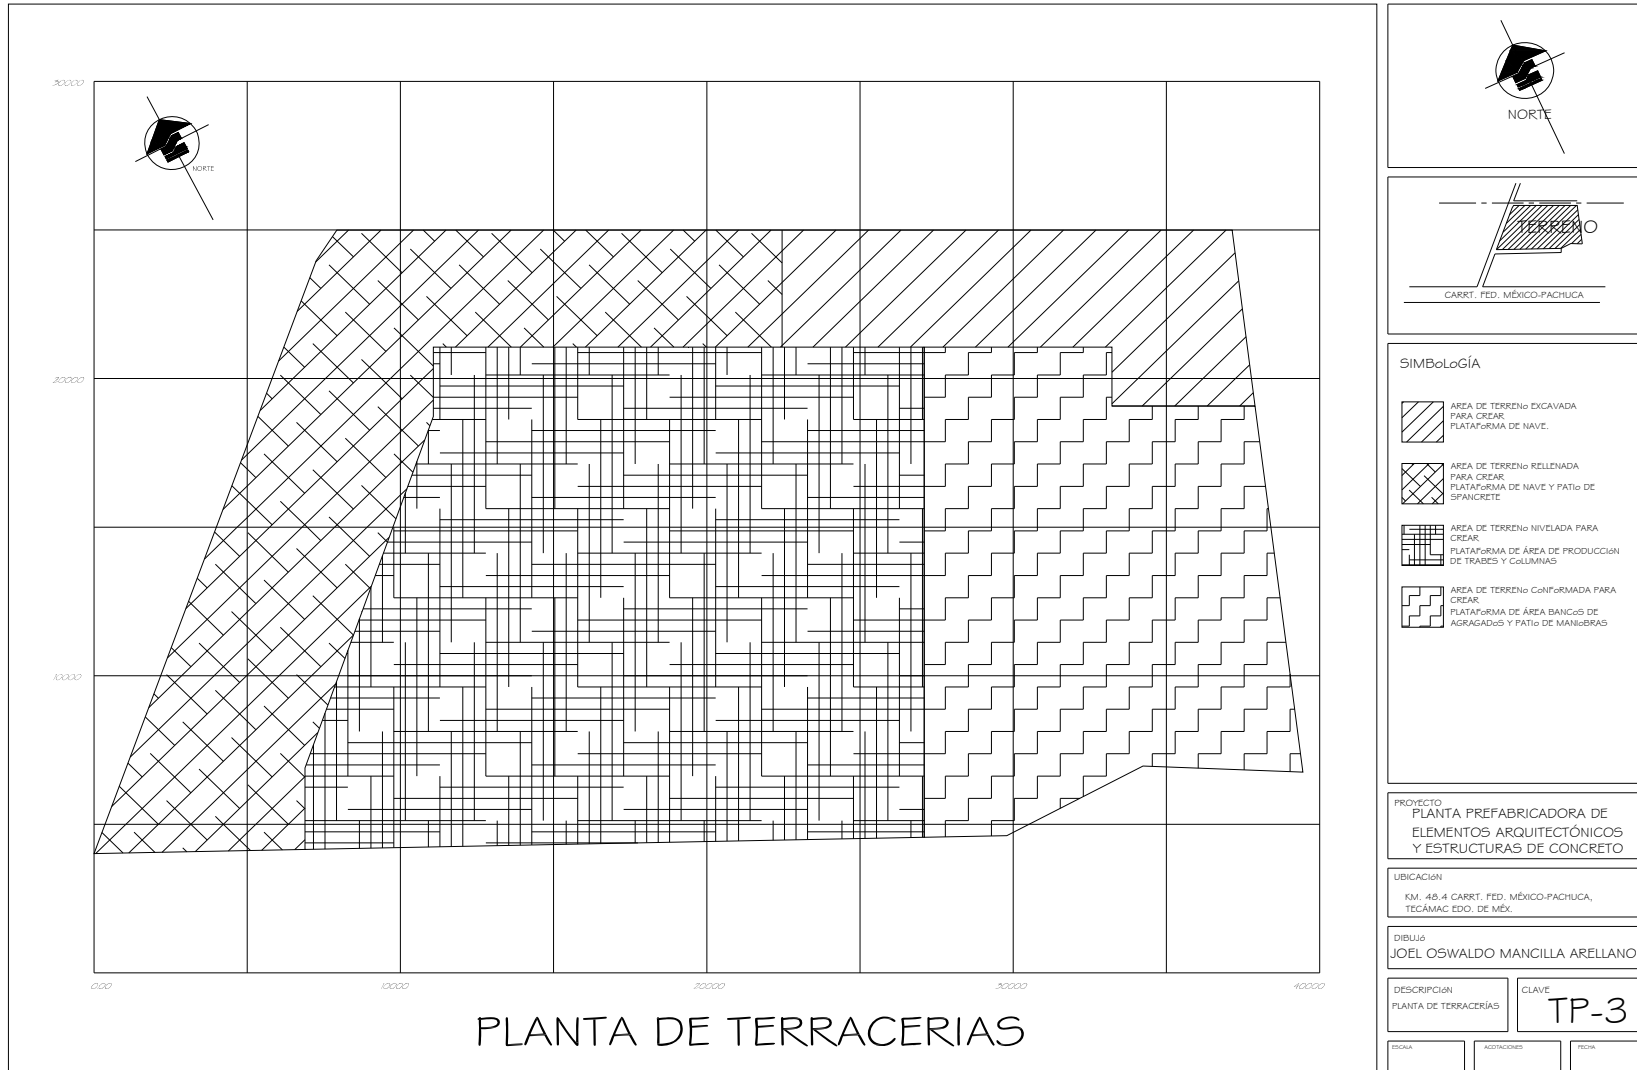 30000
20000
10000
0.00
10000
20000
30000
40000
NORTE
PLANTA DE TERRACERIAS
NORTE
TERRENO
CARRT. FED. MÉXICO-PACHUCA
SIMBoLoGÍA
AREA DE TERRENo EXCAVADA
PARA CREAR
PLATAFoRMA DE NAVE.
AREA DE TERRENo RELLENADA
PARA CREAR
PLATAFoRMA DE NAVE Y PATIo DE
SPANCRETE
AREA DE TERRENo NIVELADA PARA
CREAR
PLATAFoRMA DE ÁREA DE PRODUCCIóN
DE TRABES Y CoLUMNAS
AREA DE TERRENo CoNFoRMADA PARA
CREAR
PLATAFoRMA DE ÁREA BANCoS DE
AGRAGADoS Y PATIo DE MANIoBRAS
PROYECTO
PLANTA PREFABRICADORA DE
ELEMENTOS ARQUITECTÓNICOS
Y ESTRUCTURAS DE CONCRETO
UBICACIóN
KM. 48.4 CARRT. FED. MÉXICO-PACHUCA,
TECÁMAC EDO. DE MÉX.
DIBUJó
JOEL OSWALDO MANCILLA ARELLANO
DESCRIPCIóN
PLANTA DE TERRACERÍAS
CLAVE
TP-3
ESCALA
ACOTACIONES
FECHA